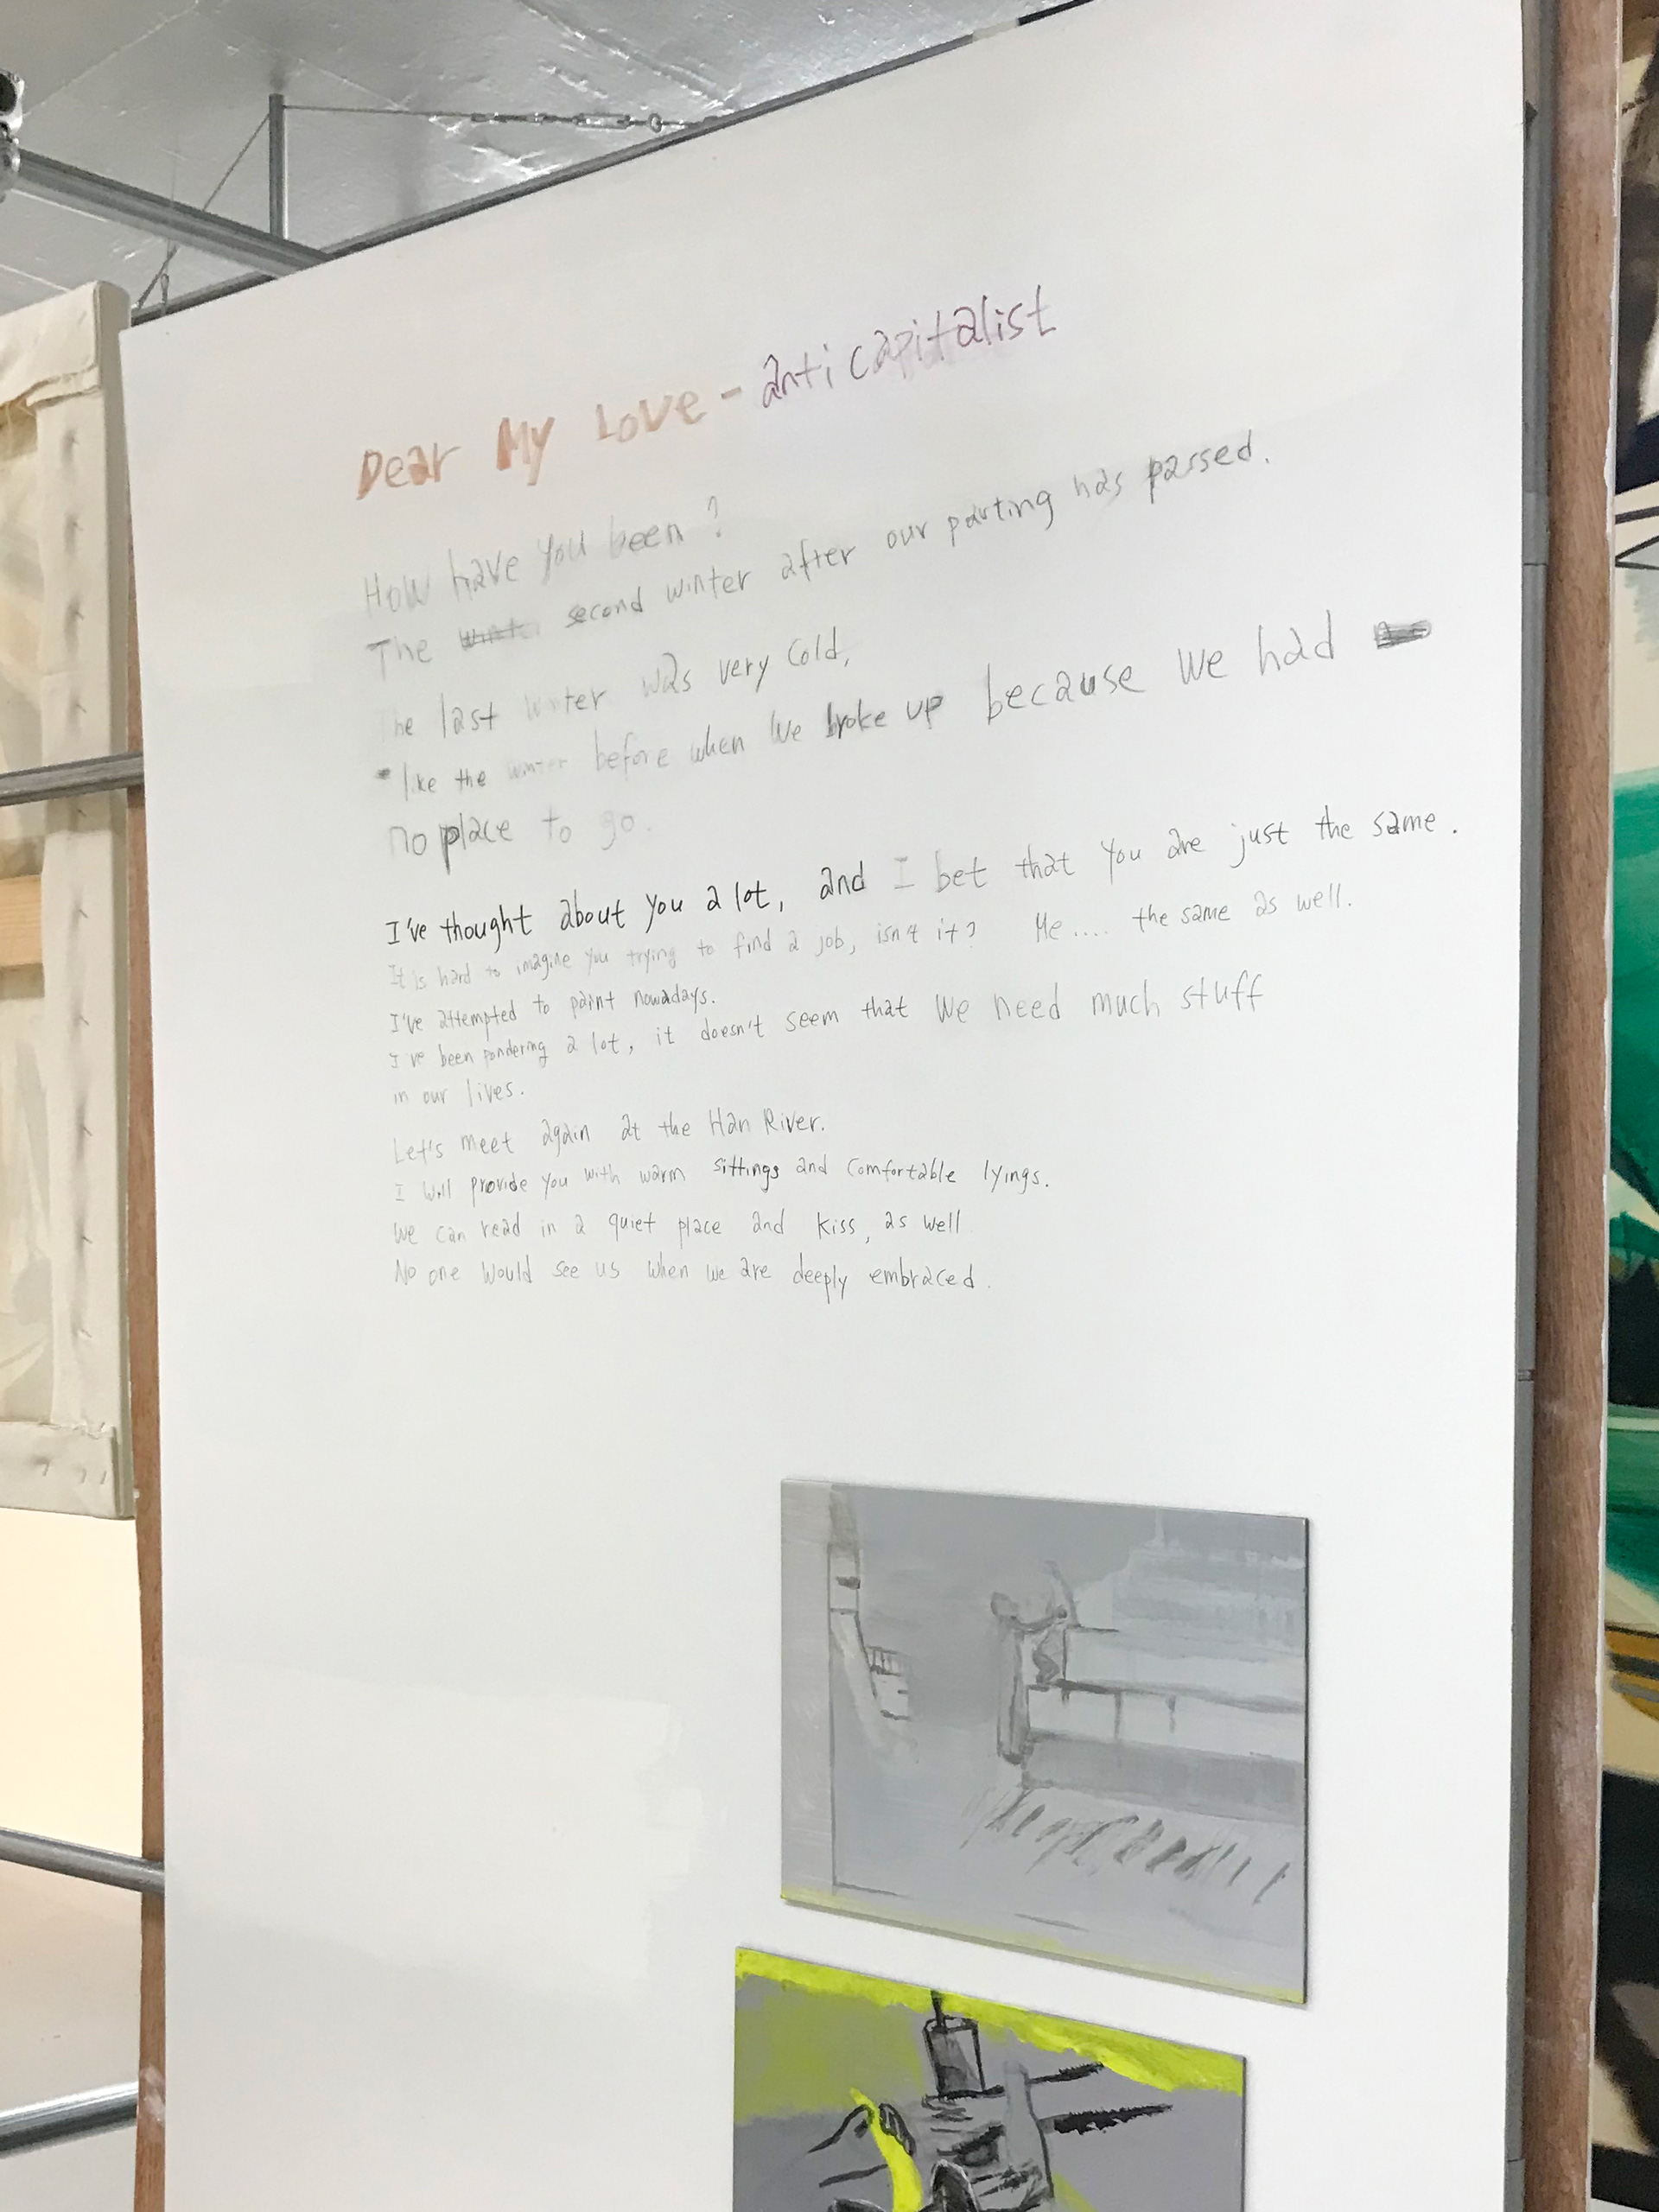 Dear My Love - anti capitalist
How have you been?
The winter second winter after our parting has passed.
The last winter was very cold,
like the winter before when we broke up because we had
no place to go.
I've thought about you a lot, and I bet that you are just the same.
It is hard to imagine you trying to find a job, isn't it? Me .... the same as well.
I've attempted to paint nowadays.
I've been pondering a lot, it doesn't seem that we need much stuff
in our lives.
Let's meet again at the Han River.
I will provide you with warm sittings and comfortable lyings.
We can read in a quiet place and kiss, as well
No one would see us when we are deeply embraced.